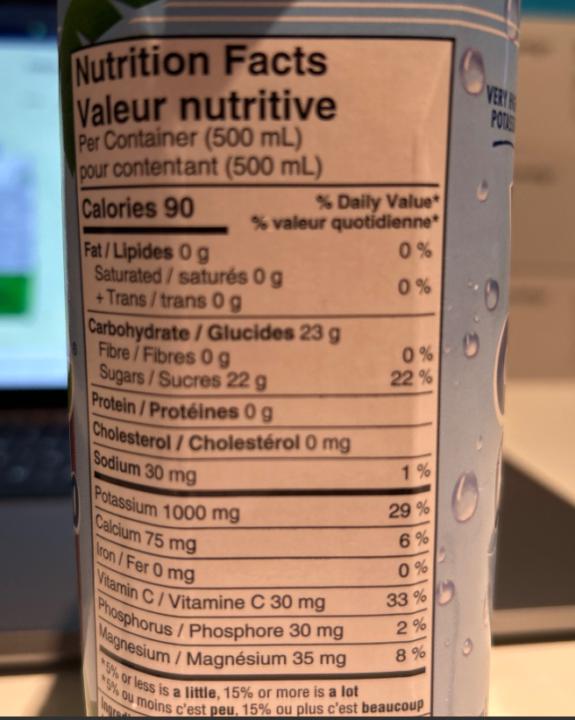 Nutrition Facts
Valeur nutritive
Per Container (500 mL)
pour contentant (500 mL)
Calories 90
% Daily Value*
% valeur quotidienne*
Fat / Lipides 0 g 0 %
Saturated / saturés 0 g
+ Trans / trans 0 g 0 %
Carbohydrate / Glucides 23 g
Fibre / Fibres 0 g 0 %
Sugars / Sucres 22 g 22 %
Protein / Protéines 0 g
Cholesterol / Cholestérol 0 mg
Sodium 30 mg 1 %
Potassium 1000 mg 29 %
Calcium 75 mg 6 %
Iron / Fer 0 mg 0 %
Vitamin C / Vitamine C 30 mg 33 %
Phosphorus / Phosphore 30 mg 2 %
Magnesium / Magnésium 35 mg 8 %
*5% or less is a little, 15% or more is a lot
*5% ou moins c'est peu, 15% ou plus c'est beaucoup
VERY